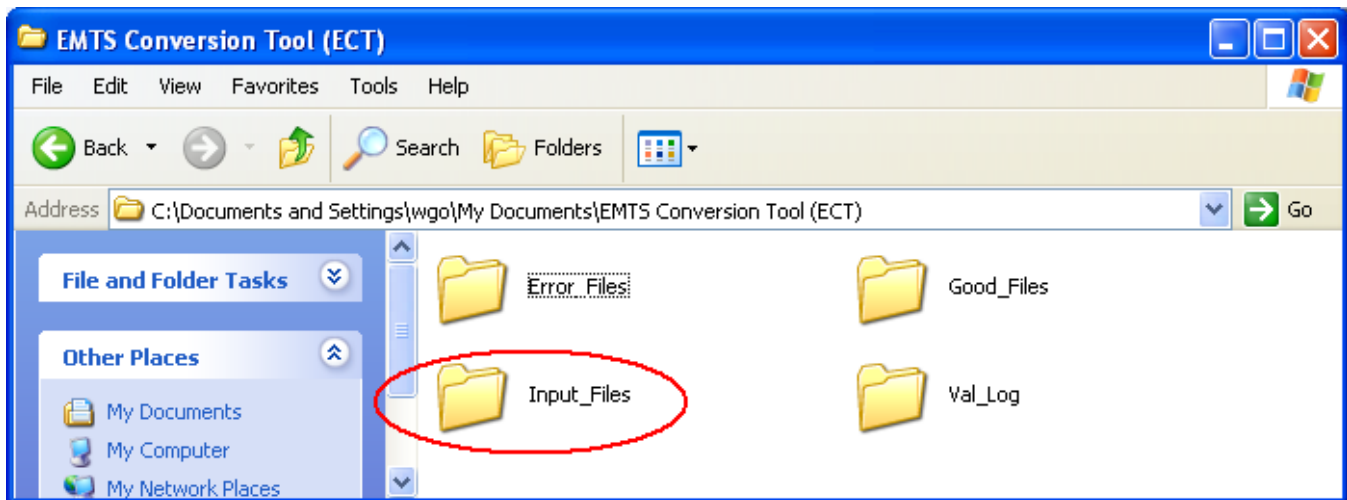 EMTS Conversion Tool (ECT)
File Edit View Favorites Tools Help
Back Search Folders
Address C:\Documents and Settings\wgo\My Documents\EMTS Conversion Tool (ECT) Go
File and Folder Tasks
Other Places
My Documents
My Computer
My Network Places
Error_Files
Good_Files
Input_Files
Val_Log